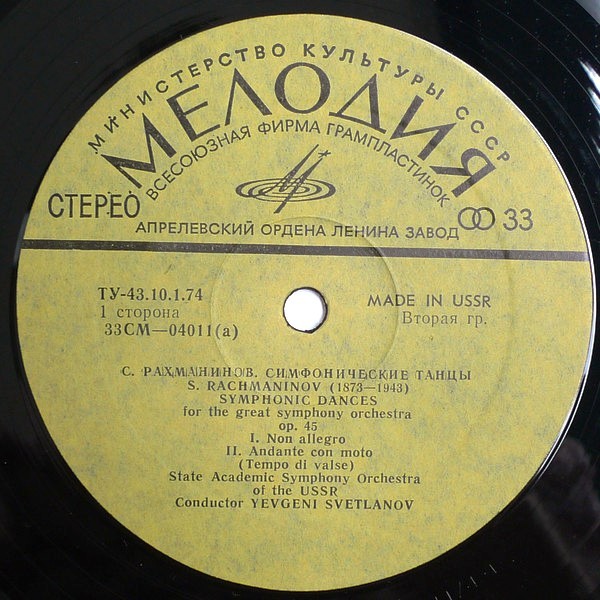 МИНИСТЕРСТВО КУЛЬТУРЫ СССР
МЕЛОДИЯ
ВСЕСОЮЗНАЯ ФИРМА ГРАМПЛАСТИНОК
СТЕРЕО
33
АПРЕЛЕВСКИЙ ОРДЕНА ЛЕНИНА ЗАВОД
ТУ-43.10.1.74
MADE IN USSR
1 сторона
Вторая гр.
33СМ—04011(а)
С. РАХМАНИНОВ. СИМФОНИЧЕСКИЕ ТАНЦЫ
S. RACHMANINOV (1873—1943)
SYMPHONIC DANCES
for the great symphony orchestra
op. 45
I. Non allegro
II. Andante con moto
(Tempo di valse)
State Academic Symphony Orchestra
of the USSR
Conductor YEVGENI SVETLANOV